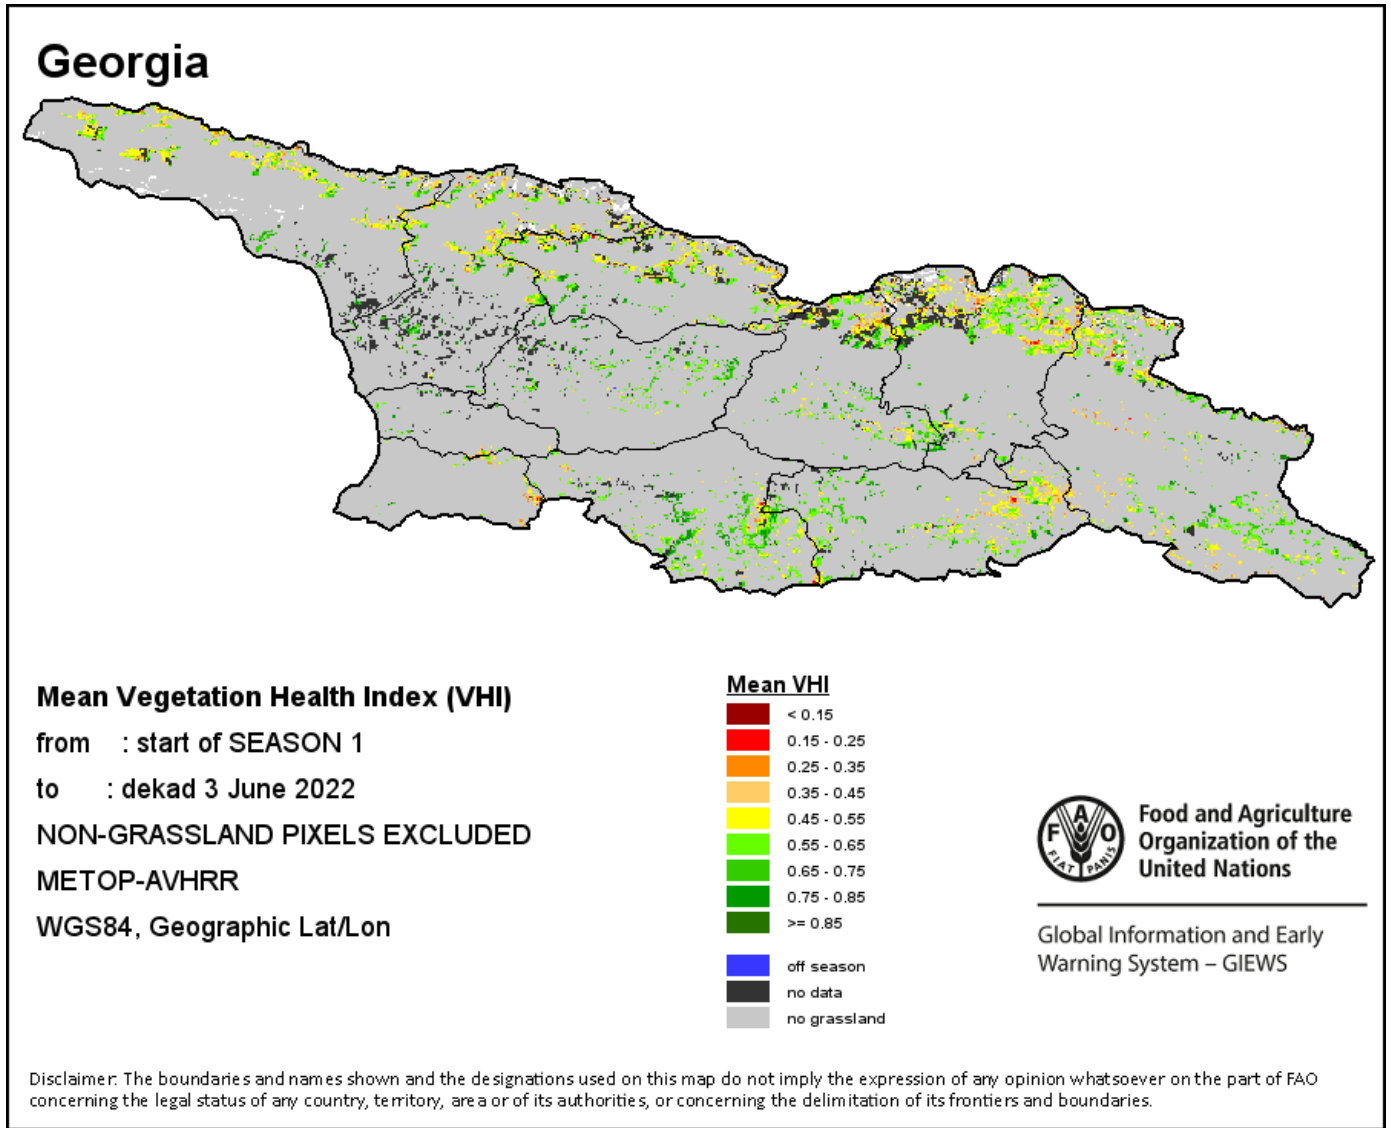 Georgia
Mean Vegetation Health Index (VHI)
from : start of SEASON 1
to : dekad 3 June 2022
NON-GRASSLAND PIXELS EXCLUDED
METOP-AVHRR
WGS84, Geographic Lat/Lon
Mean VHI
< 0.15
0.15 - 0.25
0.25 - 0.35
0.35 - 0.45
0.45 - 0.55
0.55 - 0.65
0.65 - 0.75
0.75 - 0.85
>= 0.85
off season
no data
no grassland
F A O
FIAT PANIS
Food and Agriculture
Organization of the
United Nations
Global Information and Early
Warning System – GIEWS
Disclaimer: The boundaries and names shown and the designations used on this map do not imply the expression of any opinion whatsoever on the part of FAO
concerning the legal status of any country, territory, area or of its authorities, or concerning the delimitation of its frontiers and boundaries.